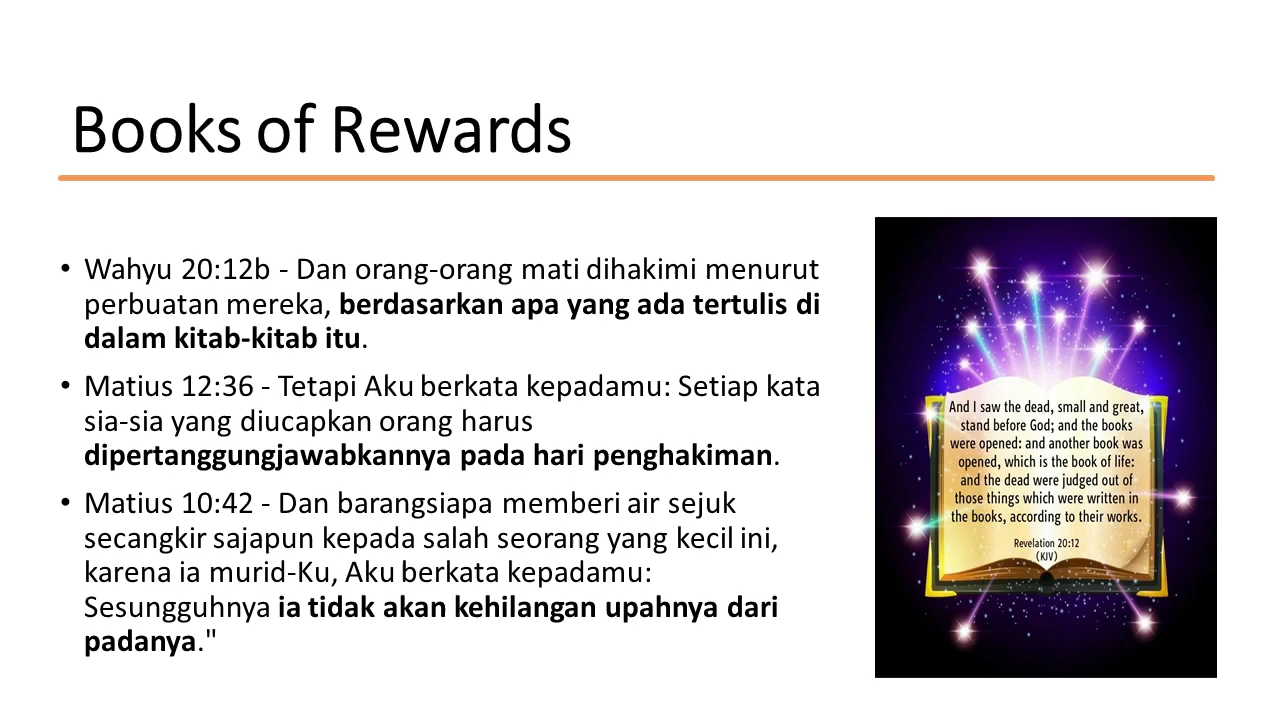 Books of Rewards
• Wahyu 20:12b - Dan orang-orang mati dihakimi menurut
perbuatan mereka, berdasarkan apa yang ada tertulis di
dalam kitab-kitab itu.
• Matius 12:36 - Tetapi Aku berkata kepadamu: Setiap kata
sia-sia yang diucapkan orang harus
dipertanggungjawabkannya pada hari penghakiman.
• Matius 10:42 - Dan barangsiapa memberi air sejuk
secangkir sajapun kepada salah seorang yang kecil ini,
karena ia murid-Ku, Aku berkata kepadamu:
Sesungguhnya ia tidak akan kehilangan upahnya dari
padanya."
And I saw the dead, small and great,
stand before God; and the books
were opened: and another book was
opened, which is the book of life:
and the dead were judged out of
those things which were written in
the books, according to their works.
Revelation 20:12
(KJV)